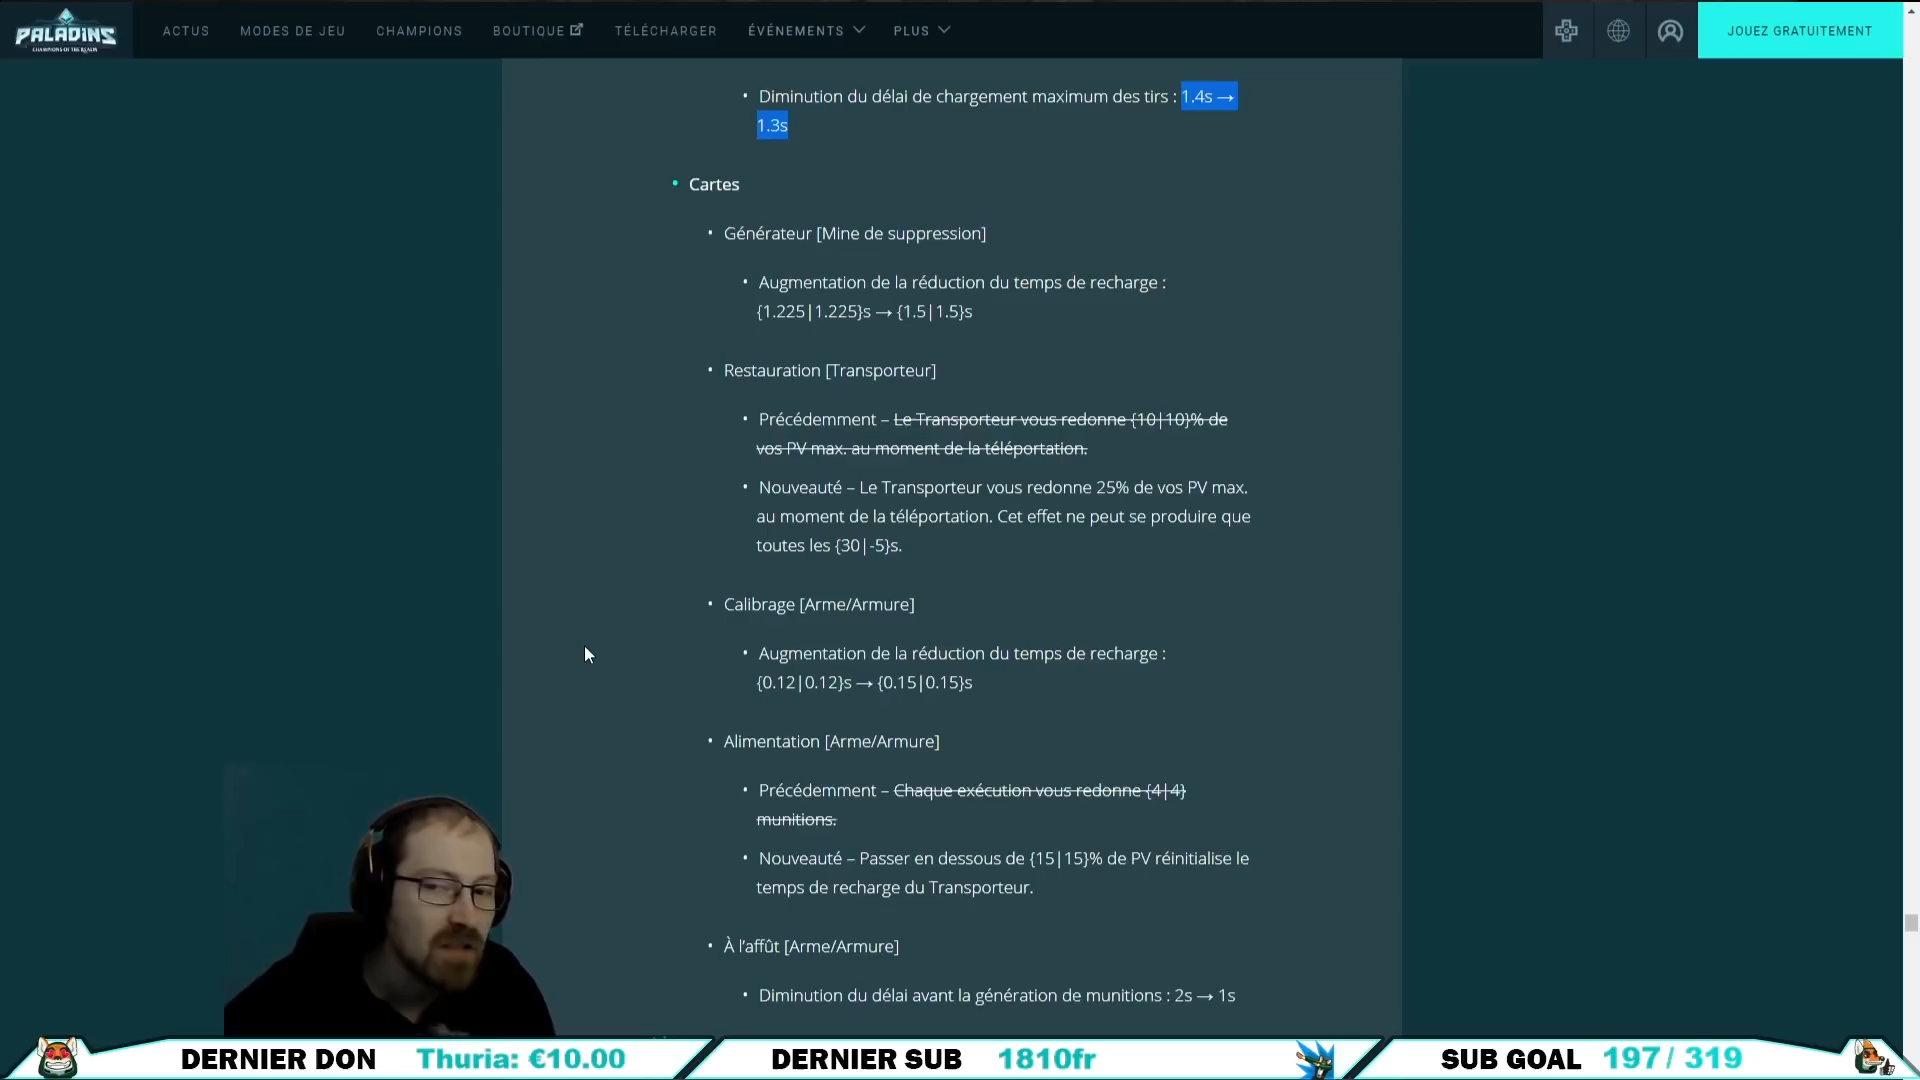 PALADINS
CHAMPIONS OF THE REALM
ACTUS
MODES DE JEU
CHAMPIONS
BOUTIQUE
TÉLÉCHARGER
ÉVÉNEMENTS
PLUS
JOUEZ GRATUITEMENT
• Diminution du délai de chargement maximum des tirs : 1.4s →
1.3s
• Cartes
• Générateur [Mine de suppression]
• Augmentation de la réduction du temps de recharge :
{1.225|1.225}s → {1.5|1.5}s
• Restauration [Transporteur]
• Précédemment – Le Transporteur vous redonne {10|10}% de
vos PV max. au moment de la téléportation.
• Nouveauté – Le Transporteur vous redonne 25% de vos PV max.
au moment de la téléportation. Cet effet ne peut se produire que
toutes les {30|-5}s.
• Calibrage [Arme/Armure]
• Augmentation de la réduction du temps de recharge :
{0.12|0.12}s → {0.15|0.15}s
• Alimentation [Arme/Armure]
• Précédemment – Chaque exécution vous redonne {4|4}
munitions.
• Nouveauté – Passer en dessous de {15|15}% de PV réinitialise le
temps de recharge du Transporteur.
• À l'affût [Arme/Armure]
• Diminution du délai avant la génération de munitions : 2s → 1s
DERNIER DON Thuria: €10.00
DERNIER SUB 1810fr
SUB GOAL 197 / 319